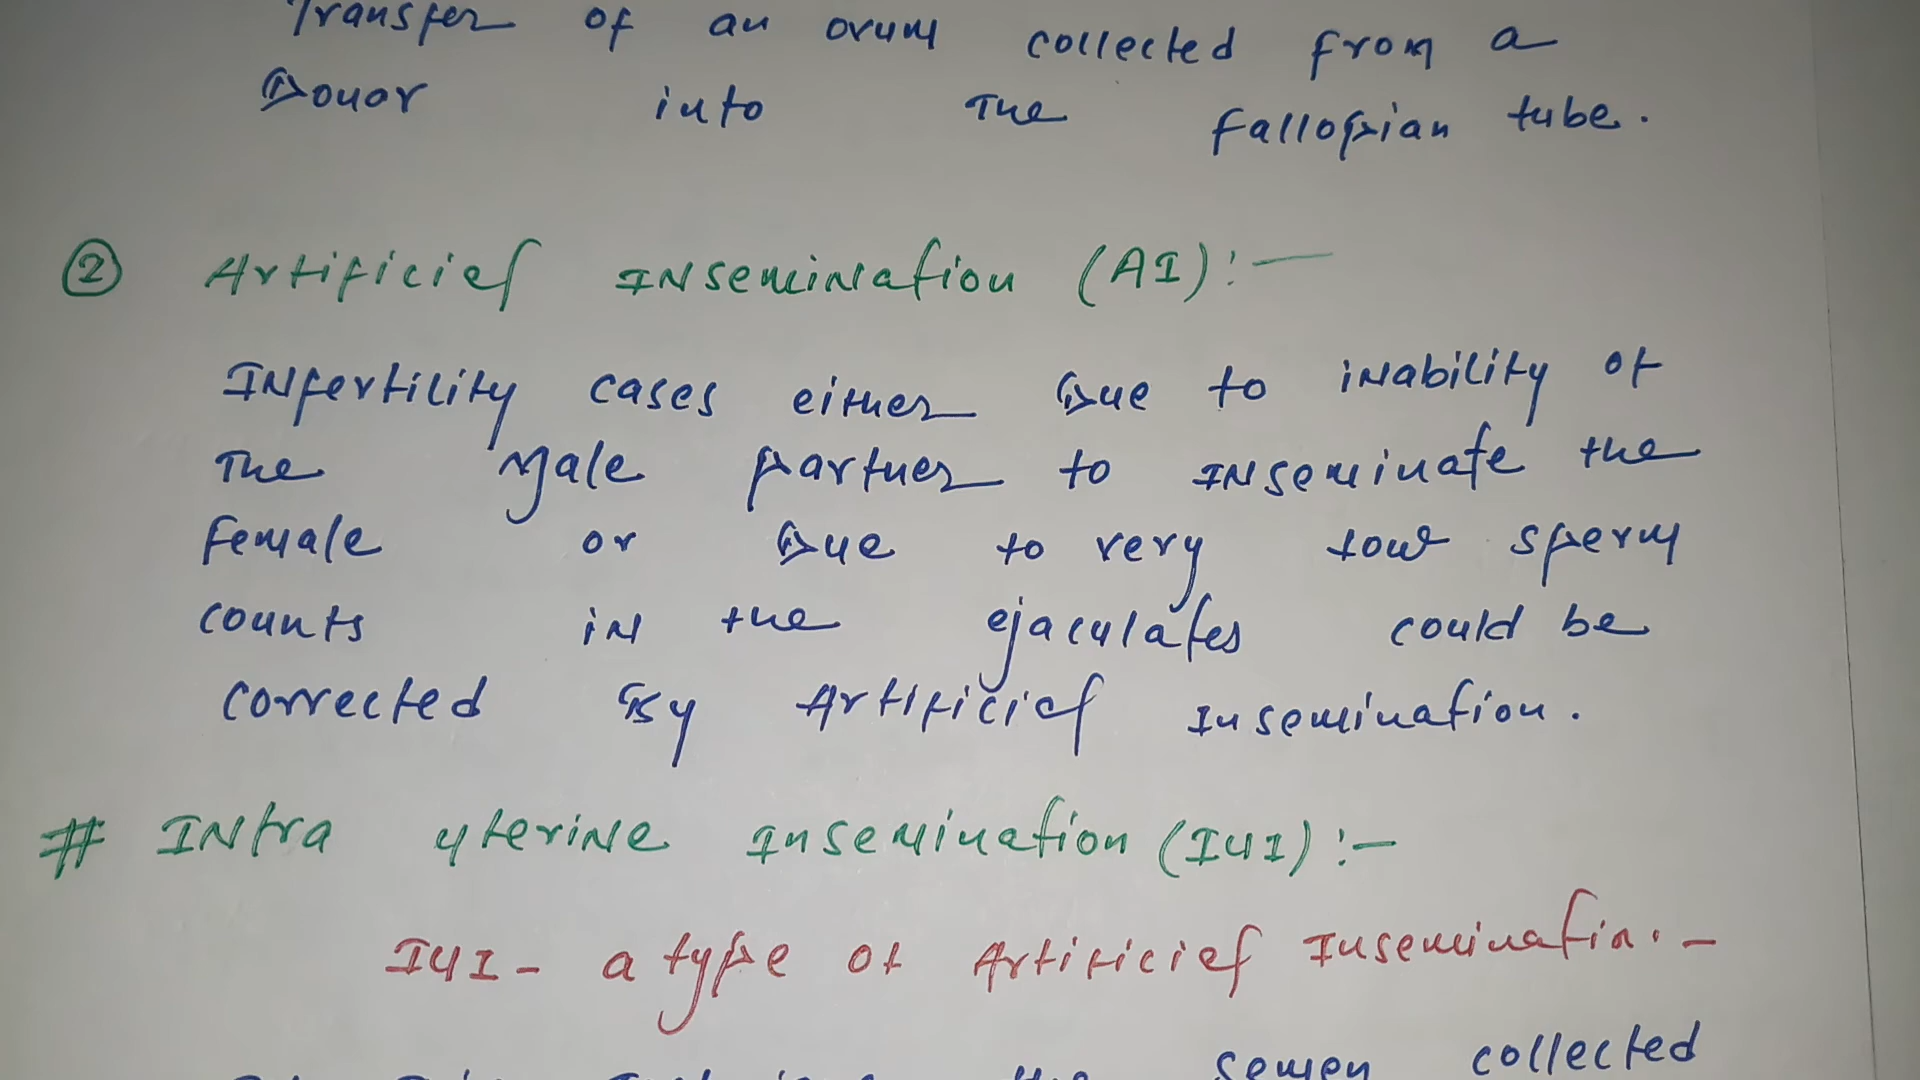 Transfer of an ovum collected from a
Donor into The fallopian tube.
② Artificial INsemination (AI):-
INfertility cases either Due to inability of
The Male partner to INseminate the
female or Due to very low sperm
counts in the ejaculates could be
corrected By Artificial Insemination.
# INtra uterine Insemination (IUI) :-
IUI - a type of Artificial Inseminatin. -
semen collected